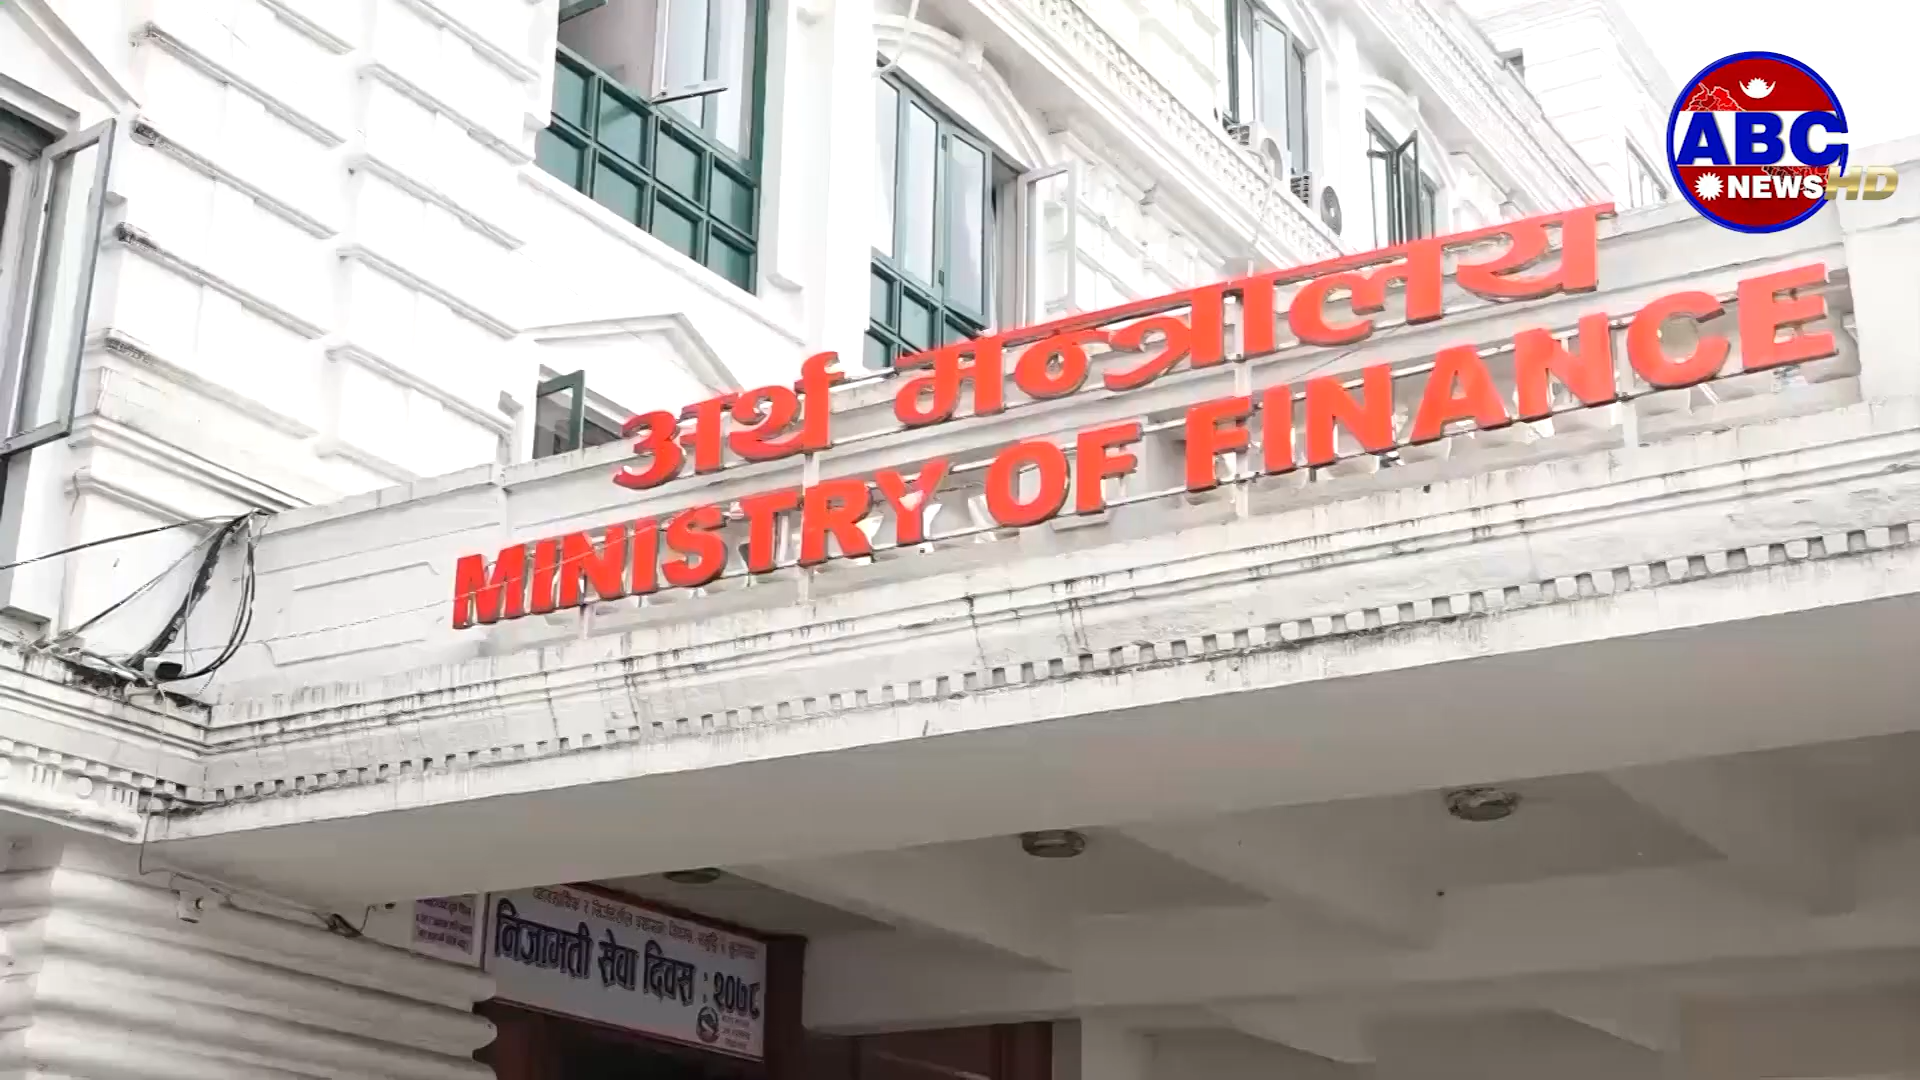 ABC
NEWS HD
अर्थ मन्त्रालय
MINISTRY OF FINANCE
निजामती सेवा दिवस : २०७८